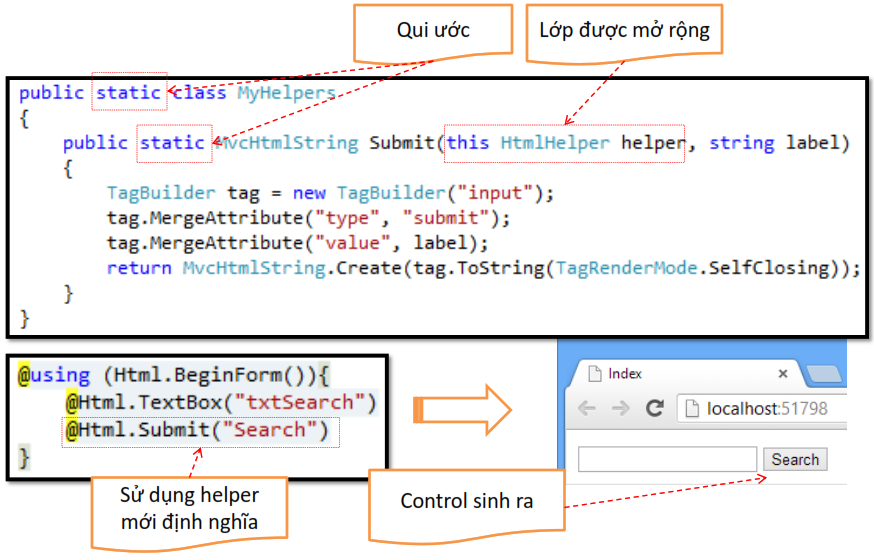 Qui ước
Lớp được mở rộng
public static class MyHelpers
{
public static MvcHtmlString Submit(this HtmlHelper helper, string label)
{
TagBuilder tag = new TagBuilder("input");
tag.MergeAttribute("type", "submit");
tag.MergeAttribute("value", label);
return MvcHtmlString.Create(tag.ToString(TagRenderMode.SelfClosing));
}
}
@using (Html.BeginForm()){
@Html.TextBox("txtSearch")
@Html.Submit("Search")
}
Sử dụng helper
mới định nghĩa
Index
localhost:51798
Search
Control sinh ra